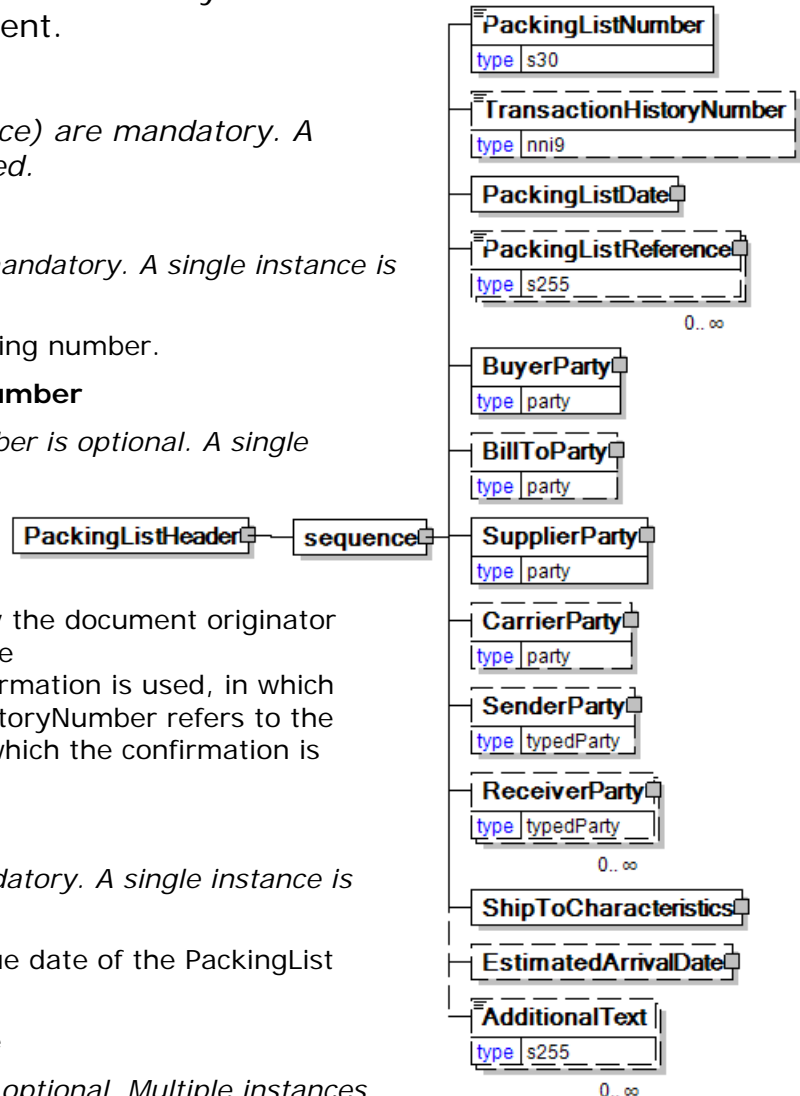 ent.
ce) are mandatory. A
ed.
andatory. A single instance is
ing number.
umber
ber is optional. A single
the document originator
e
rmation is used, in which
toryNumber refers to the
which the confirmation is
datory. A single instance is
ue date of the PackingList
optional. Multiple instances
PackingListHeader
sequence
PackingListNumber
type s30
TransactionHistoryNumber
type nni9
PackingListDate
PackingListReference
type s255
0.. ∞
BuyerParty
type party
BillToParty
type party
SupplierParty
type party
CarrierParty
type party
SenderParty
type typedParty
ReceiverParty
type typedParty
0.. ∞
ShipToCharacteristics
EstimatedArrivalDate
AdditionalText
type s255
0.. ∞